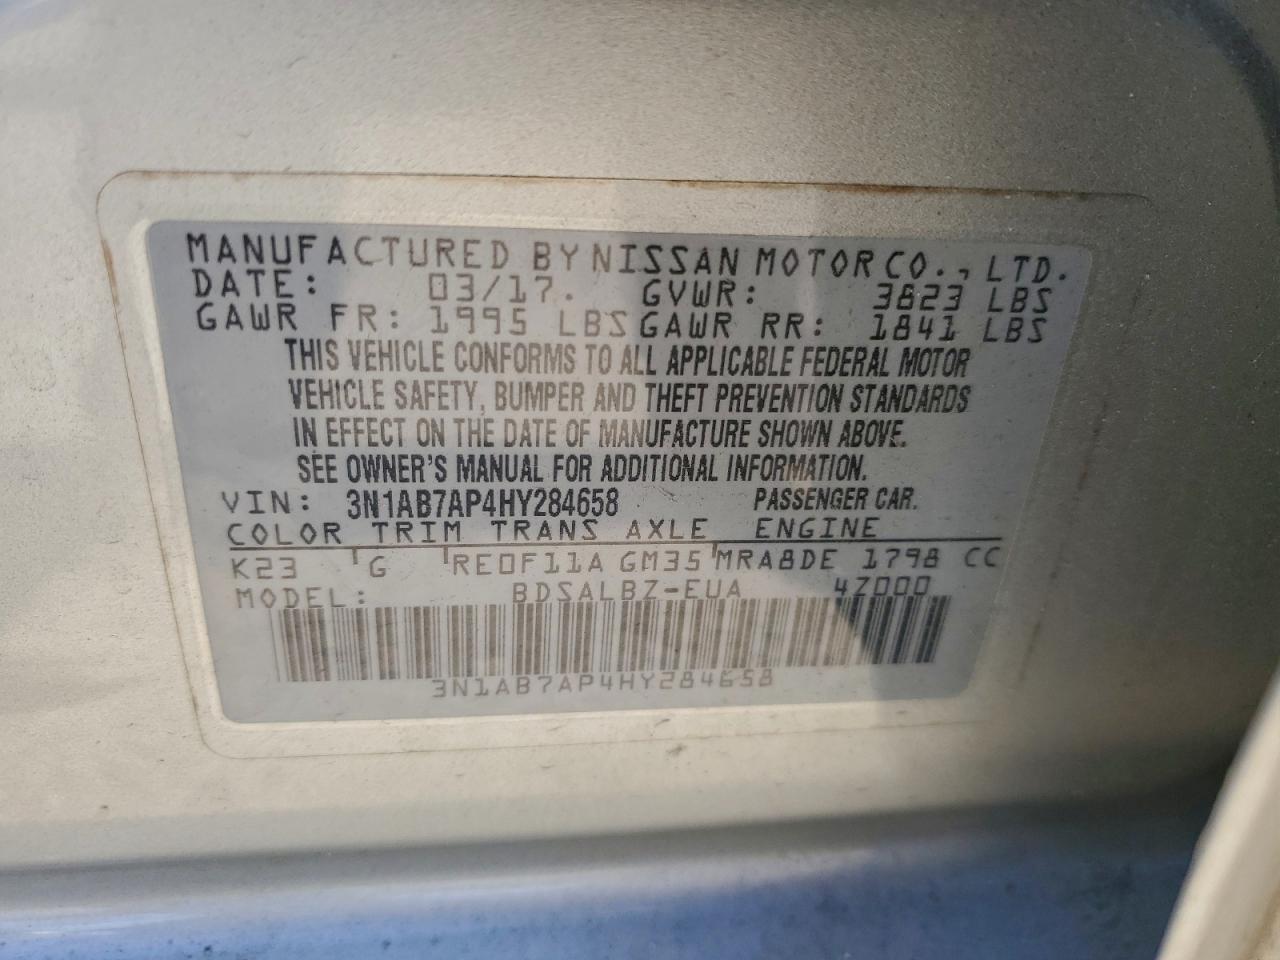 MANUFACTURED BY NISSAN MOTOR CO., LTD.
DATE: 03/17. GVWR: 3823 LBS
GAWR FR: 1995 LBS GAWR RR: 1841 LBS
THIS VEHICLE CONFORMS TO ALL APPLICABLE FEDERAL MOTOR
VEHICLE SAFETY, BUMPER AND THEFT PREVENTION STANDARDS
IN EFFECT ON THE DATE OF MANUFACTURE SHOWN ABOVE.
SEE OWNER'S MANUAL FOR ADDITIONAL INFORMATION.
VIN: 3N1AB7AP4HY284658 PASSENGER CAR.
COLOR TRIM TRANS AXLE ENGINE
K23 G RE0F11A GM35 MRA8DE 1798 CC
MODEL: BDSALBZ-EUA 4Z000
3N1AB7AP4HY284658